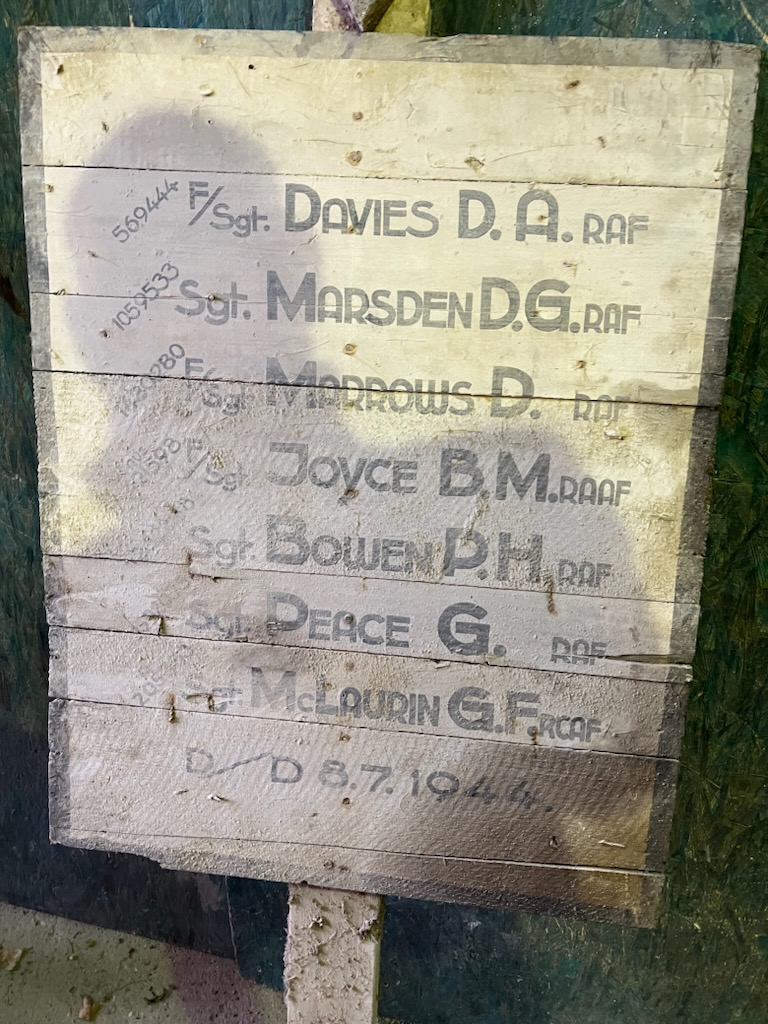 569444 F/Sgt. DAVIES D. A. RAF
1059533 Sgt. MARSDEN D.G. RAF
F/Sgt MARROWS D. RAF
F/Sgt. JOYCE B.M. RAAF
Sgt. BOWEN P.H. RAF
Sgt PEACE G. RAF
Sgt. McLAURIN G.F. RCAF
D/D 8.7.1944.